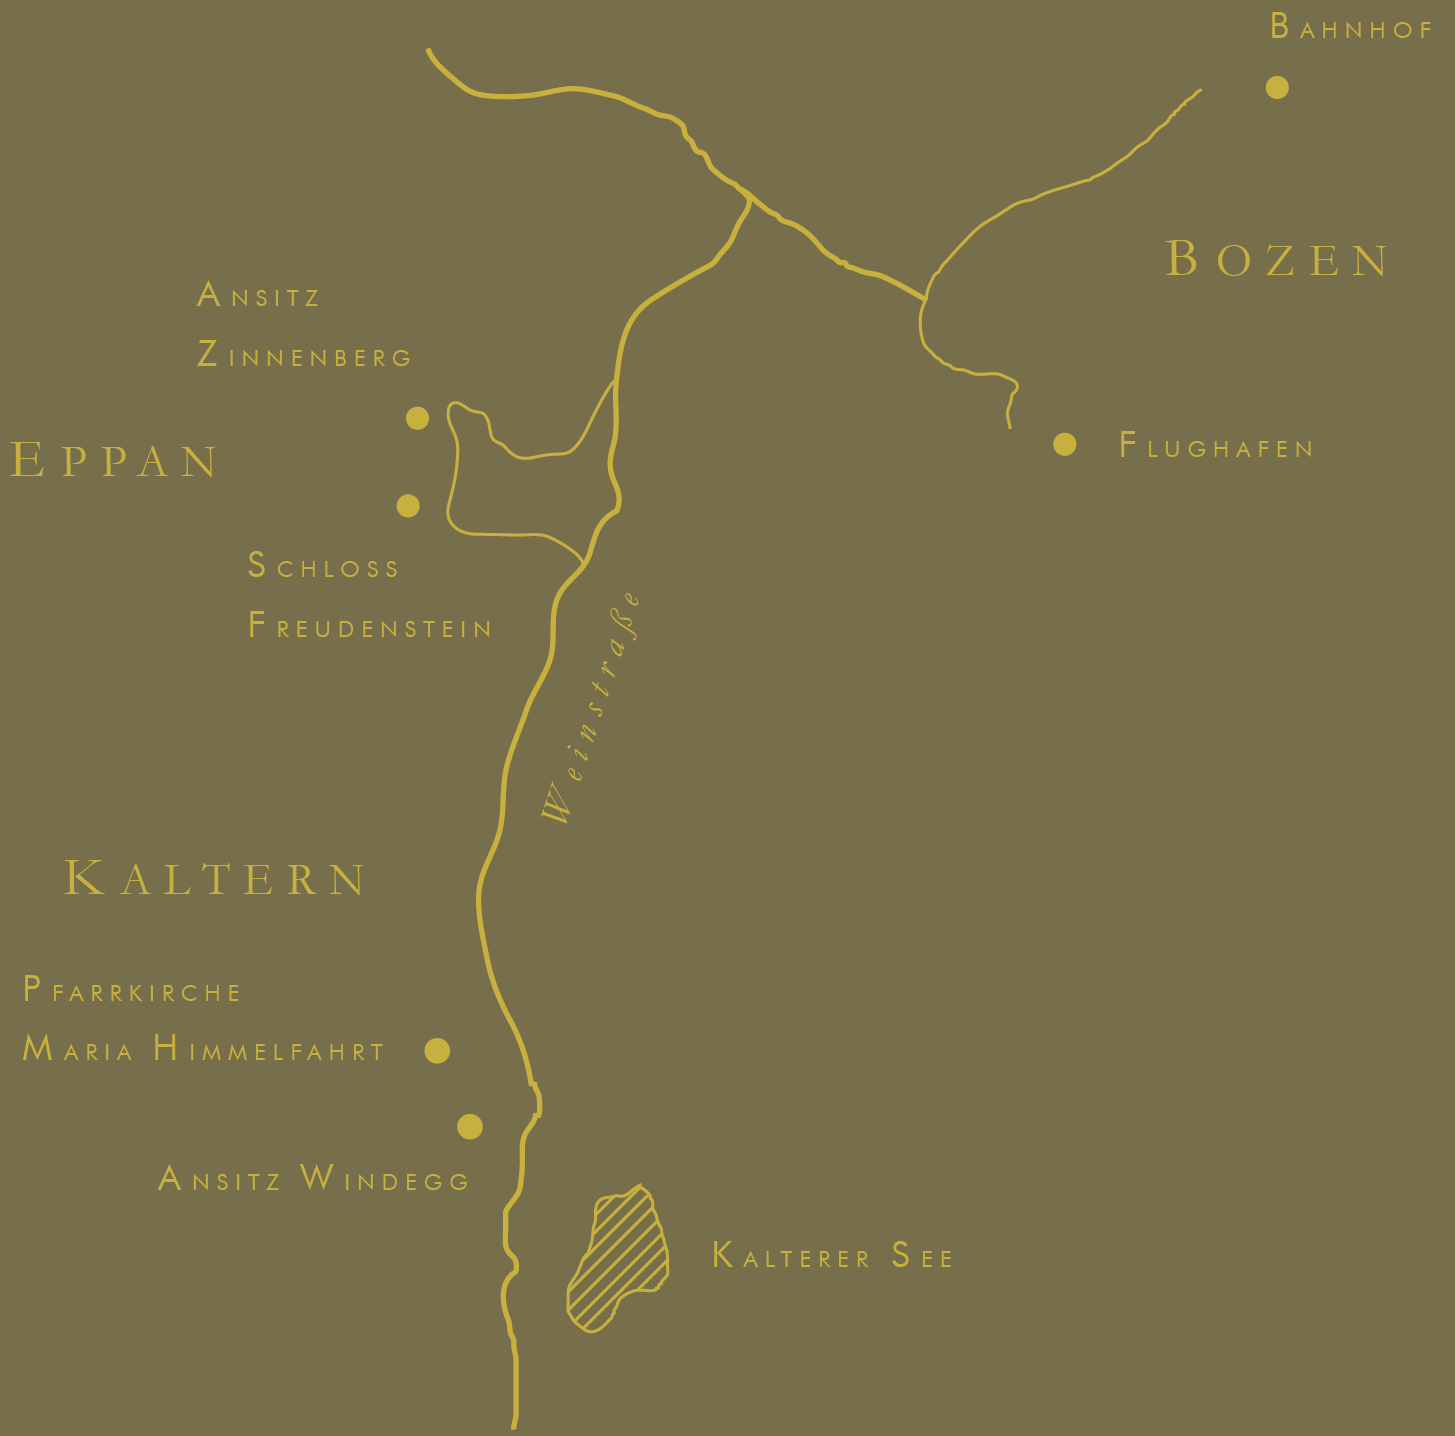 Bahnhof
Bozen
Ansitz
Zinnenberg
Eppan
Flughafen
Schloss
Freudenstein
Weinstraße
Kaltern
Pfarrkirche
Maria Himmelfahrt
Ansitz Windegg
Kalterer See